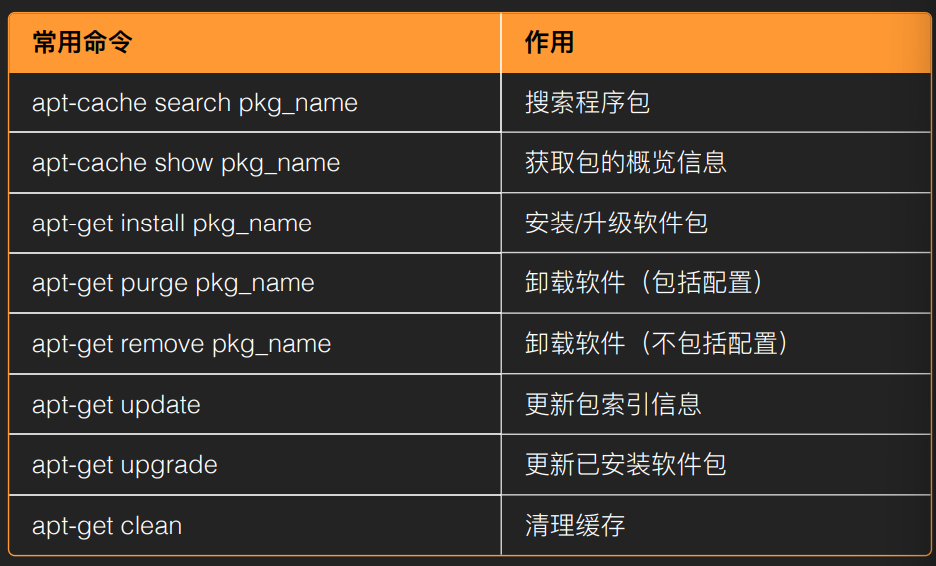 常用命令 作用
apt-cache search pkg_name 搜索程序包
apt-cache show pkg_name 获取包的概览信息
apt-get install pkg_name 安装/升级软件包
apt-get purge pkg_name 卸载软件（包括配置）
apt-get remove pkg_name 卸载软件（不包括配置）
apt-get update 更新包索引信息
apt-get upgrade 更新已安装软件包
apt-get clean 清理缓存